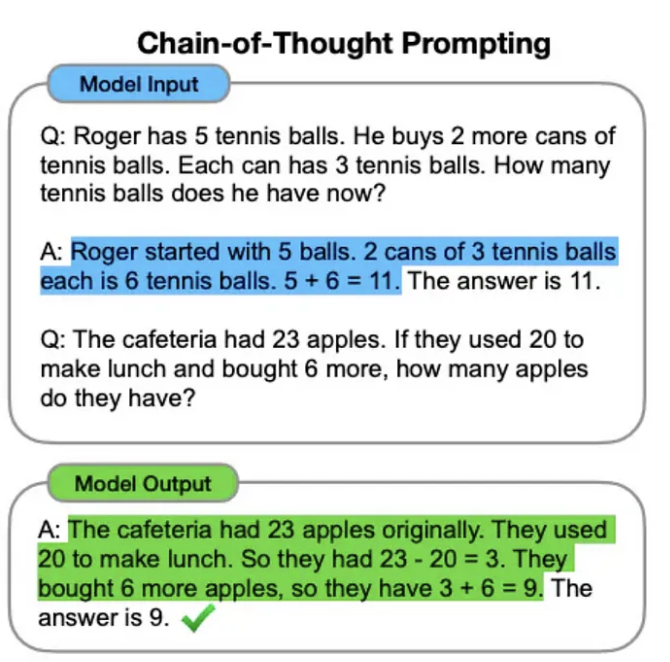 Chain-of-Thought Prompting
Model Input
Q: Roger has 5 tennis balls. He buys 2 more cans of
tennis balls. Each can has 3 tennis balls. How many
tennis balls does he have now?
A: Roger started with 5 balls. 2 cans of 3 tennis balls
each is 6 tennis balls. 5 + 6 = 11. The answer is 11.
Q: The cafeteria had 23 apples. If they used 20 to
make lunch and bought 6 more, how many apples
do they have?
Model Output
A: The cafeteria had 23 apples originally. They used
20 to make lunch. So they had 23 - 20 = 3. They
bought 6 more apples, so they have 3 + 6 = 9. The
answer is 9.